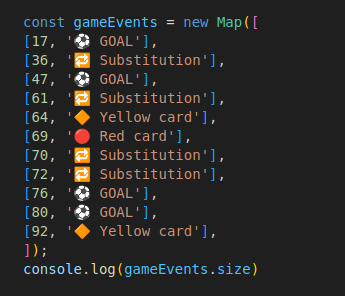 const gameEvents = new Map([
[17, '⚽ GOAL'],
[36, '🔁 Substitution'],
[47, '⚽ GOAL'],
[61, '🔁 Substitution'],
[64, '🔶 Yellow card'],
[69, '🔴 Red card'],
[70, '🔁 Substitution'],
[72, '🔁 Substitution'],
[76, '⚽ GOAL'],
[80, '⚽ GOAL'],
[92, '🔶 Yellow card'],
]);
console.log(gameEvents.size)